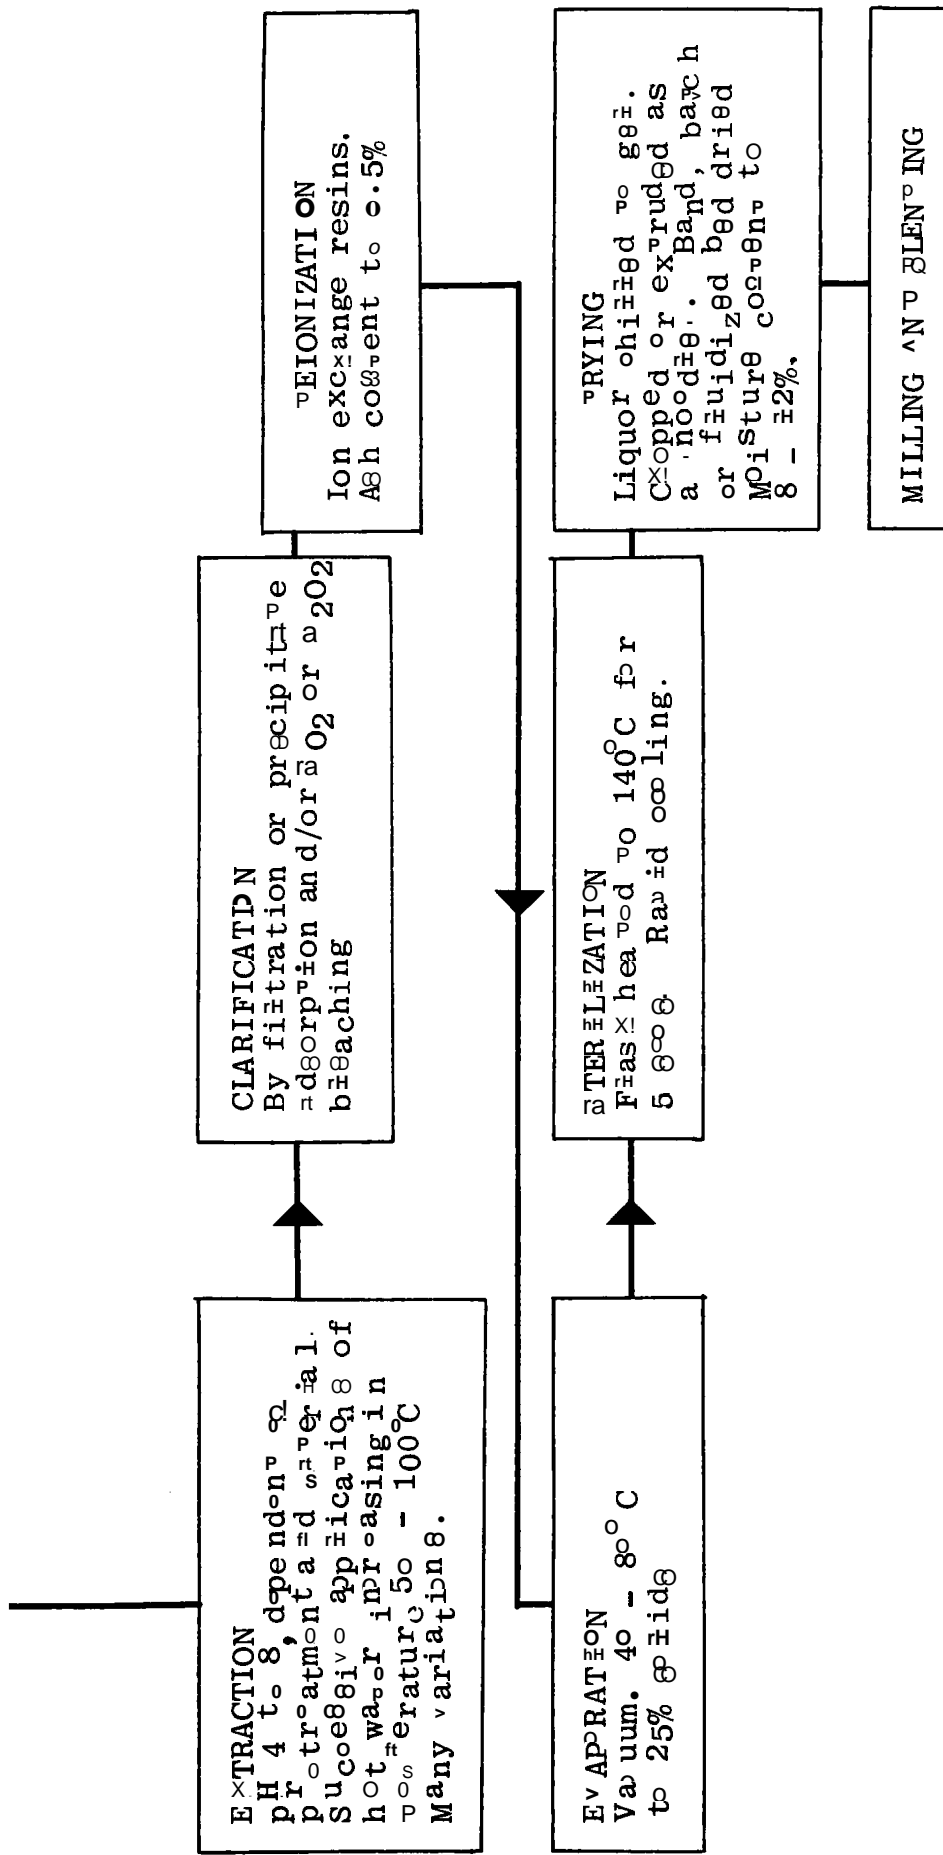 EXTRACTION
pH 4 to 8, dependent on
pretreatment and material.
Successive applications of
hot water increasing in
temperature 50 - 100°C
Many variations.
CLARIFICATION
By filtration or precipitate
adsorption and/or SO2 or H2O2
bleaching
DEIONIZATION
Ion exchange resins.
Ash content to 0.5%
EVAPORATION
Vacuum. 40 - 80°C
to 25% solids
STERILIZATION
Flash heated to 140°C for
5 secs. Rapid cooling.
DRYING
Liquor chilled to gel.
Chopped or extruded as
a 'noodle'. Band, batch
or fluidized bed dried
Moisture content to
8 - 12%.
MILLING AND BLENDING